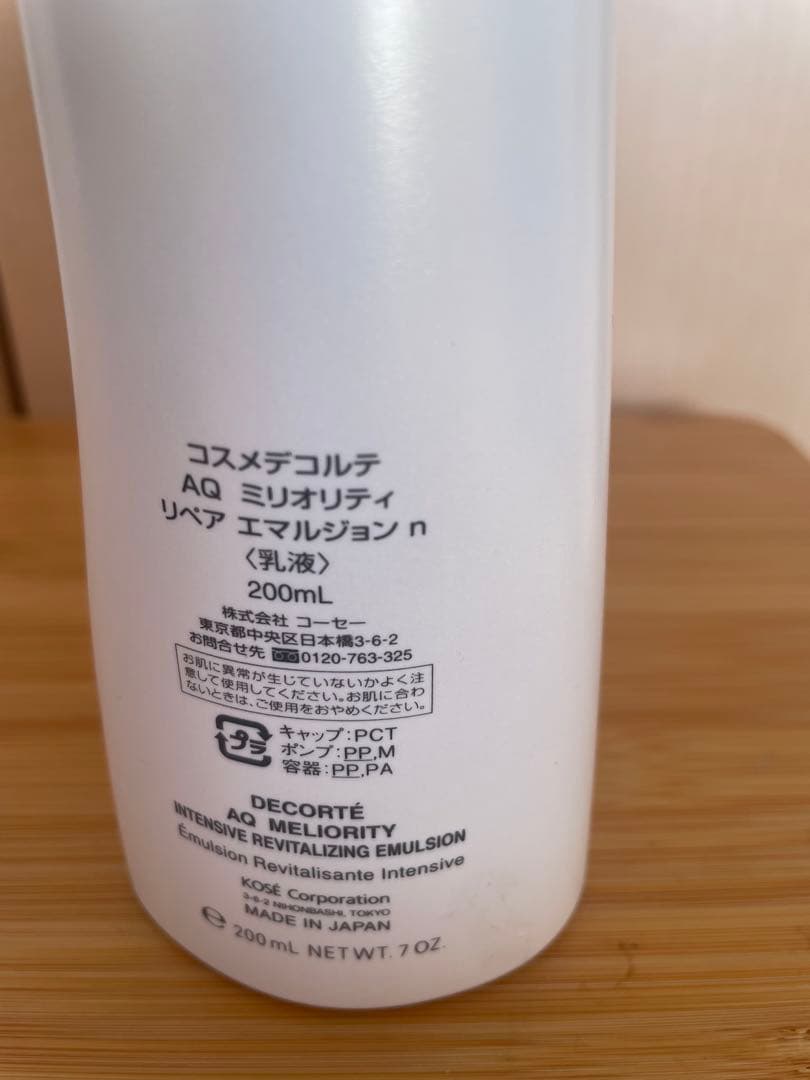 コスメデコルテ
AQ ミリオリティ
リペア エマルジョン n
〈乳液〉
200mL
株式会社 コーセー
東京都中央区日本橋3-6-2
お問合せ先 0120-763-325
お肌に異常が生じていないかよく注
意して使用してください。お肌に合わ
ないときは、ご使用をおやめください。
プラ
キャップ:PCT
ポンプ:PP,M
容器:PP,PA
DECORTÉ
AQ MELIORITY
INTENSIVE REVITALIZING EMULSION
Émulsion Revitalisante Intensive
KOSÉ Corporation
3-6-2 NIHONBASHI, TOKYO
MADE IN JAPAN
℮ 200mL NET WT. 7 OZ.